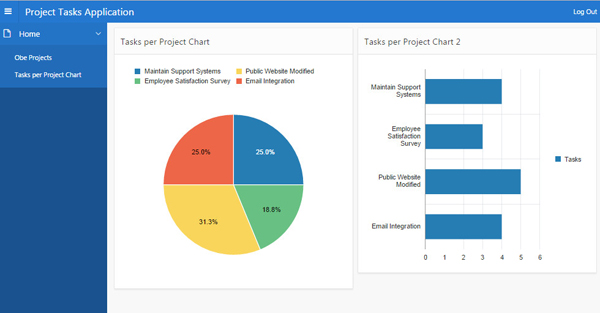 Project Tasks Application
Log Out
Home
Obe Projects
Tasks per Project Chart
Tasks per Project Chart
Maintain Support Systems
Public Website Modified
Employee Satisfaction Survey
Email Integration
25.0%
25.0%
18.8%
31.3%
Tasks per Project Chart 2
Maintain Support
Systems
Employee
Satisfaction
Survey
Public Website
Modified
Email Integration
Tasks
0 1 2 3 4 5 6